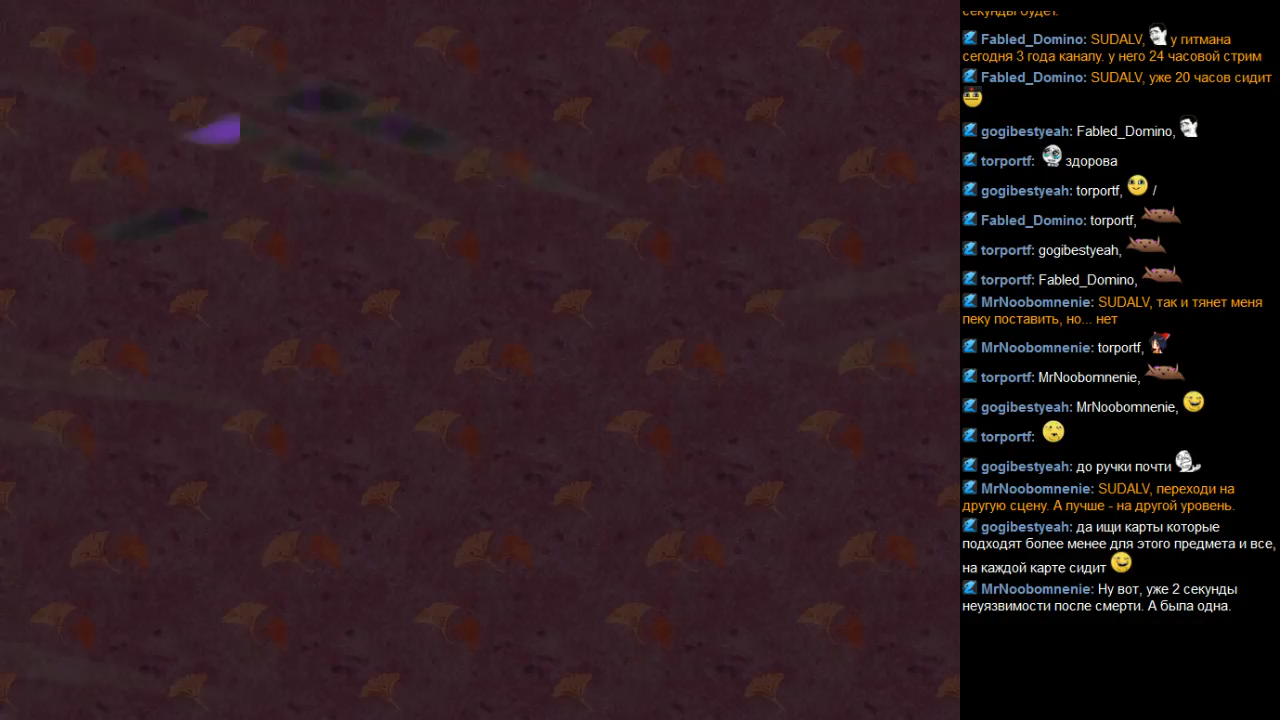 секунды будет.
Fabled_Domino: SUDALV, у гитмана
сегодня 3 года каналу. у него 24 часовой стрим
Fabled_Domino: SUDALV, уже 20 часов сидит
gogibestyeah: Fabled_Domino,
torportf: здорова
gogibestyeah: torportf, /
Fabled_Domino: torportf,
torportf: gogibestyeah,
torportf: Fabled_Domino,
MrNoobomnenie: SUDALV, так и тянет меня
пеку поставить, но... нет
MrNoobomnenie: torportf,
torportf: MrNoobomnenie,
gogibestyeah: MrNoobomnenie,
torportf:
gogibestyeah: до ручки почти
MrNoobomnenie: SUDALV, переходи на
другую сцену. А лучше - на другой уровень.
gogibestyeah: да ищи карты которые
подходят более менее для этого предмета и все,
на каждой карте сидит
MrNoobomnenie: Ну вот, уже 2 секунды
неуязвимости после смерти. А была одна.